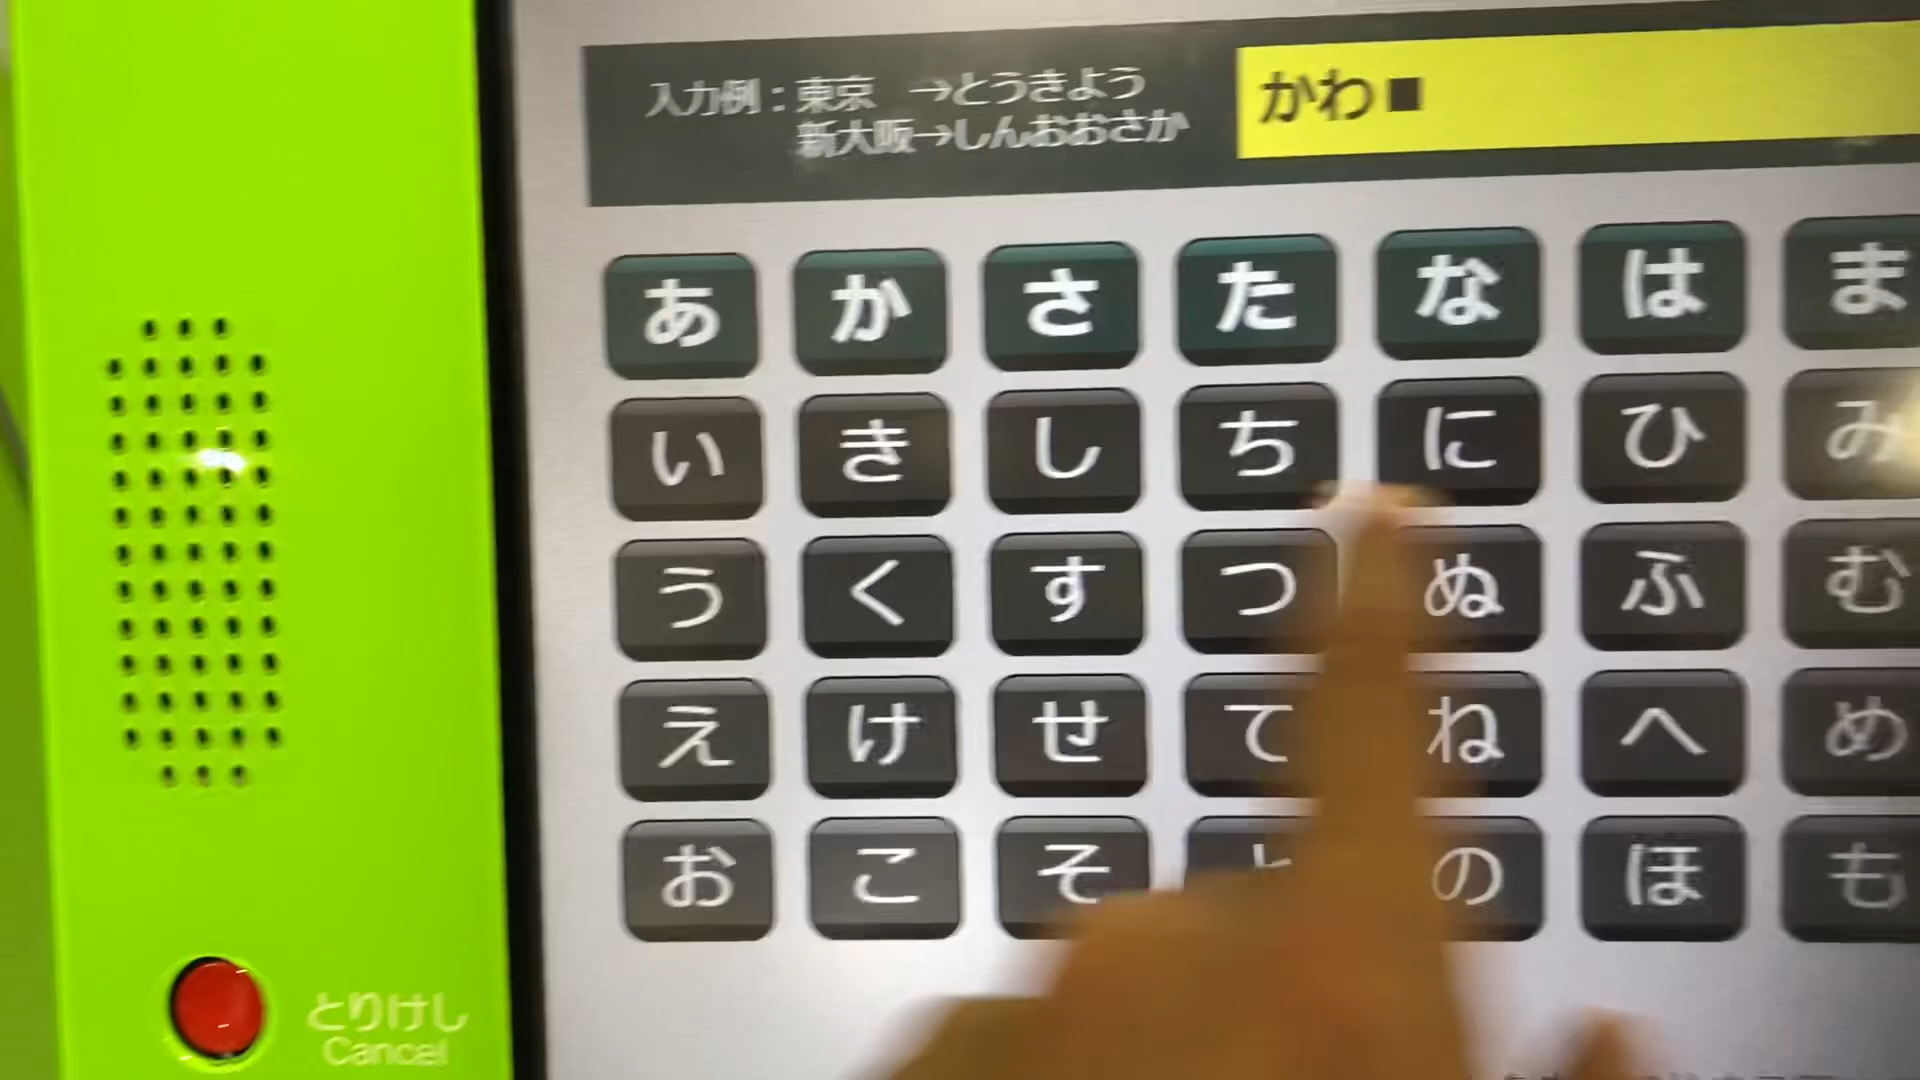 入力例：東京　→とうきよう
新大阪→しんおおさか
かわ■
あ か さ た な は ま
い き し ち に ひ み
う く す つ ぬ ふ む
え け せ て ね へ め
お こ そ と の ほ も
とりけし
Cancel